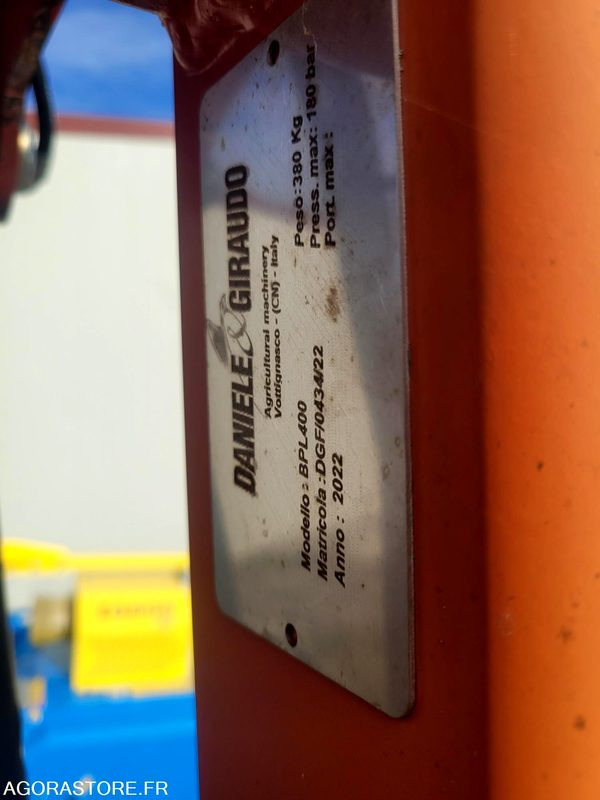 DANIELE & GIRAUDO
Agricultural machinery
Vottignasco - (CN) - Italy
Modello : BPL400
Matricola :DGF/0434/22
Anno : 2022
Peso:380 Kg
Press. max: 180 bar
Port. max :
AGORASTORE.FR